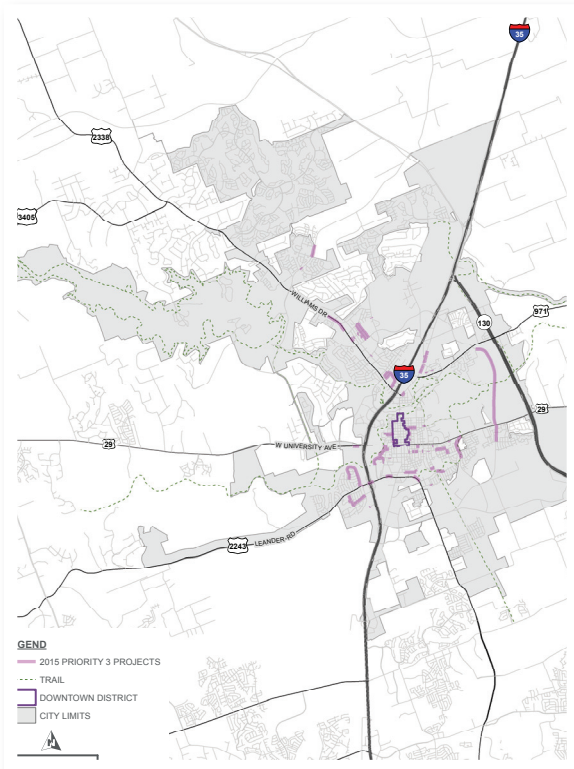 35
2338
3405
WILLIAMS DR
971
130
35
29
29
W UNIVERSITY AVE
2243
LEANDER RD
GEND
2015 PRIORITY 3 PROJECTS
TRAIL
DOWNTOWN DISTRICT
CITY LIMITS